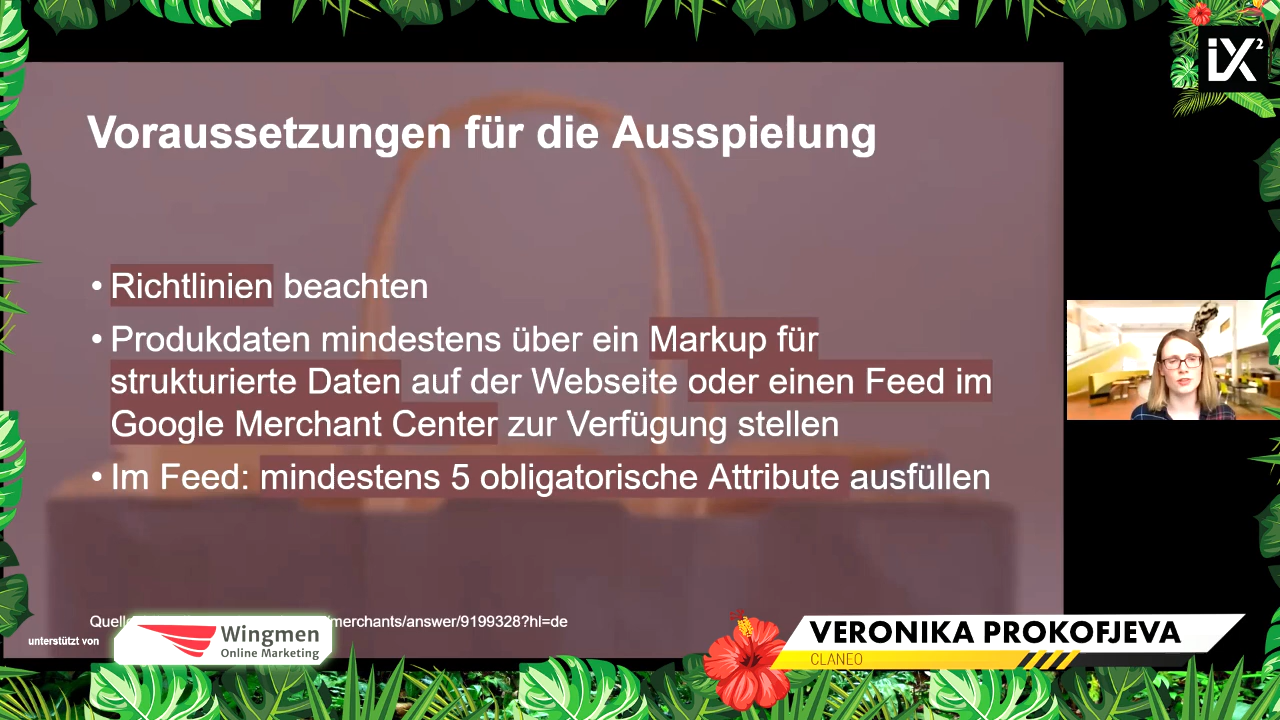 iX²
Voraussetzungen für die Ausspielung
• Richtlinien beachten
• Produkdaten mindestens über ein Markup für
strukturierte Daten auf der Webseite oder einen Feed im
Google Merchant Center zur Verfügung stellen
• Im Feed: mindestens 5 obligatorische Attribute ausfüllen
/merchants/answer/9199328?hl=de
unterstützt von
Wingmen
Online Marketing
VERONIKA PROKOFJEVA
CLANEO